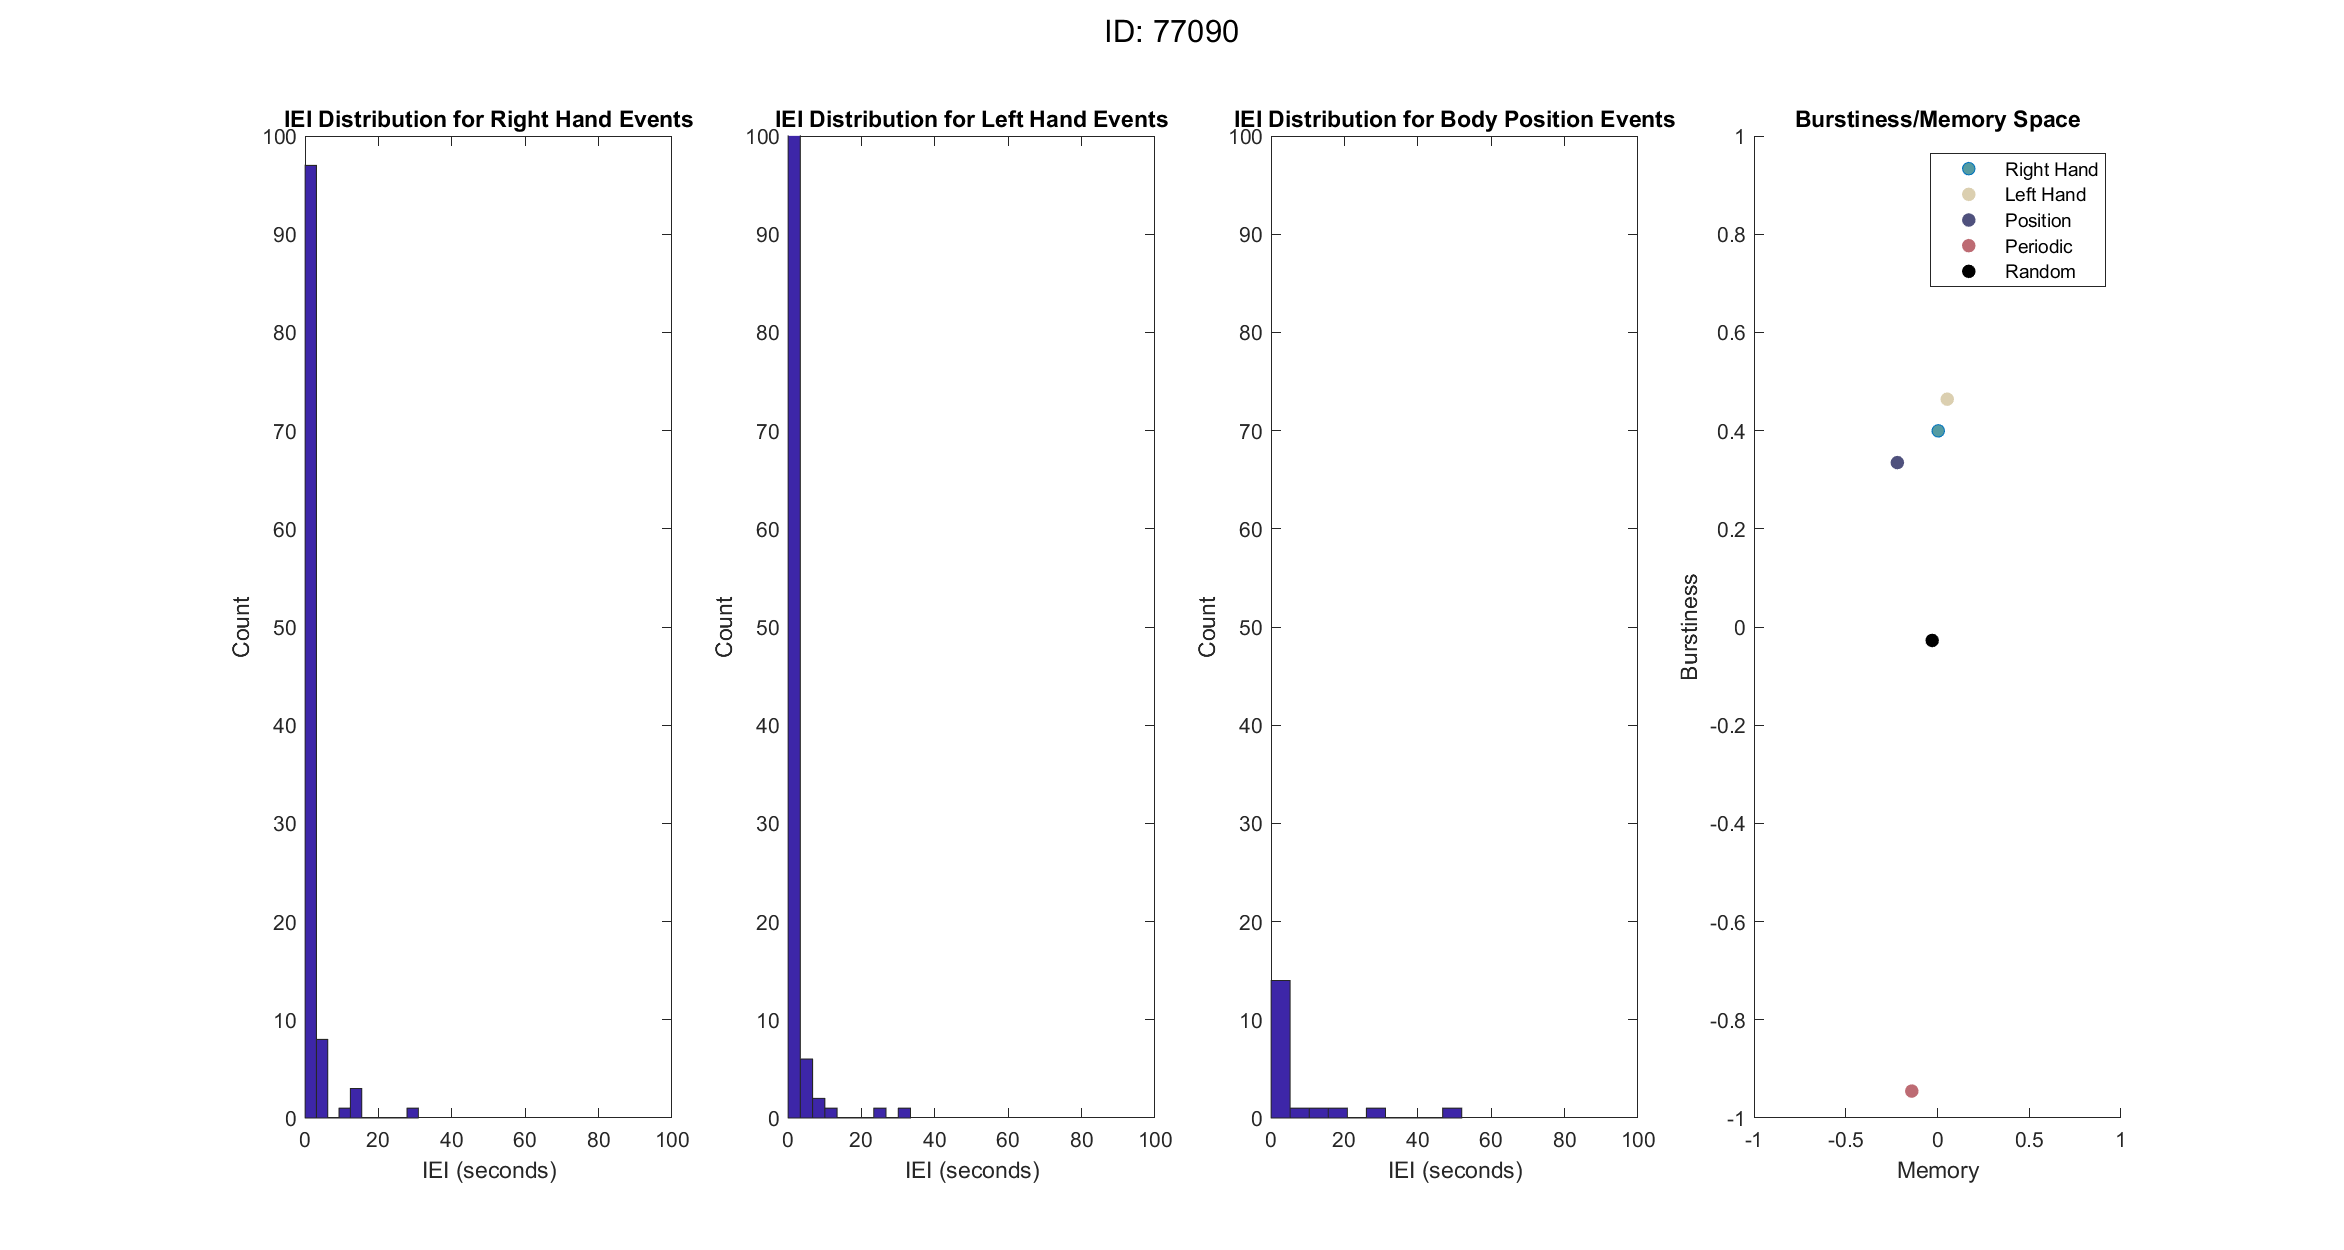 ID: 77090
IEI Distribution for Right Hand Events
100
90
80
70
60
50
40
30
20
10
0
Count
0 20 40 60 80 100
IEI (seconds)
IEI Distribution for Left Hand Events
100
90
80
70
60
50
40
30
20
10
0
Count
0 20 40 60 80 100
IEI (seconds)
IEI Distribution for Body Position Events
100
90
80
70
60
50
40
30
20
10
0
Count
0 20 40 60 80 100
IEI (seconds)
Burstiness/Memory Space
1
0.8
0.6
0.4
0.2
0
-0.2
-0.4
-0.6
-0.8
-1
Burstiness
Right Hand
Left Hand
Position
Periodic
Random
-1 -0.5 0 0.5 1
Memory